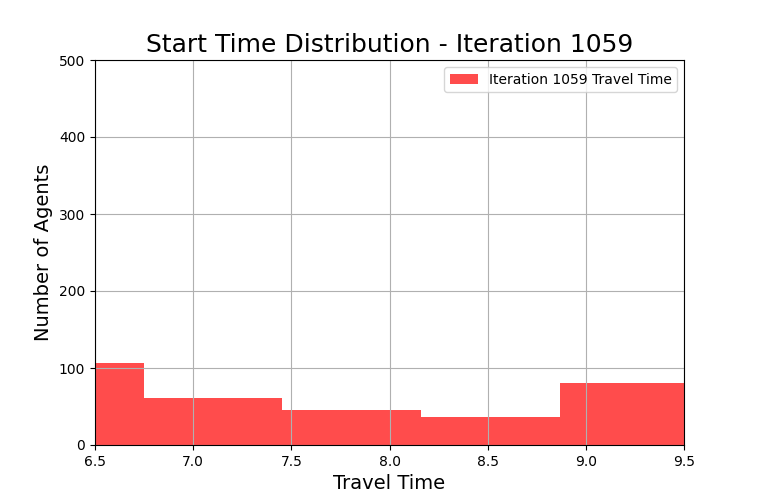 Start Time Distribution - Iteration 1059
Iteration 1059 Travel Time
Number of Agents
500
400
300
200
100
0
6.5 7.0 7.5 8.0 8.5 9.0 9.5
Travel Time